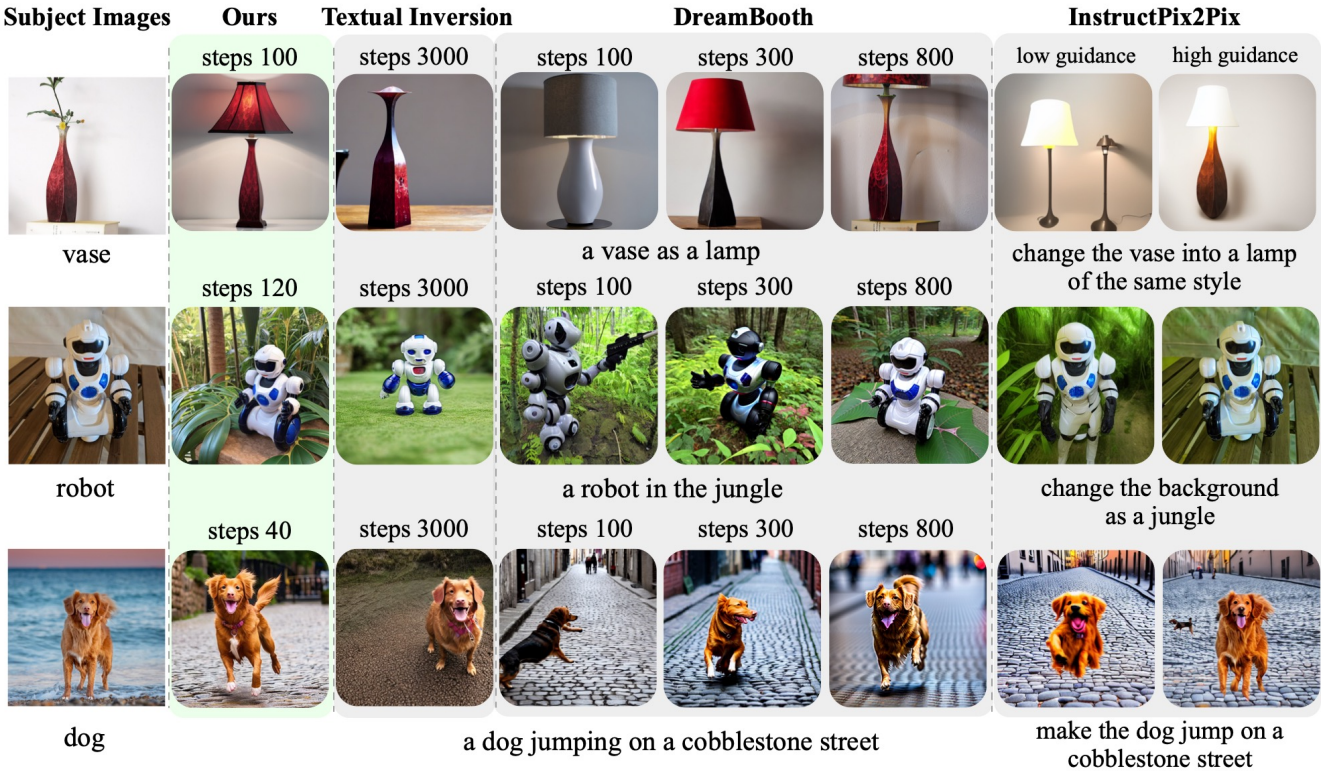 Subject Images
Ours
Textual Inversion
DreamBooth
InstructPix2Pix
steps 100
steps 3000
steps 100
steps 300
steps 800
low guidance
high guidance
vase
a vase as a lamp
change the vase into a lamp
of the same style
steps 120
steps 3000
steps 100
steps 300
steps 800
robot
a robot in the jungle
change the background
as a jungle
steps 40
steps 3000
steps 100
steps 300
steps 800
dog
a dog jumping on a cobblestone street
make the dog jump on a
cobblestone street